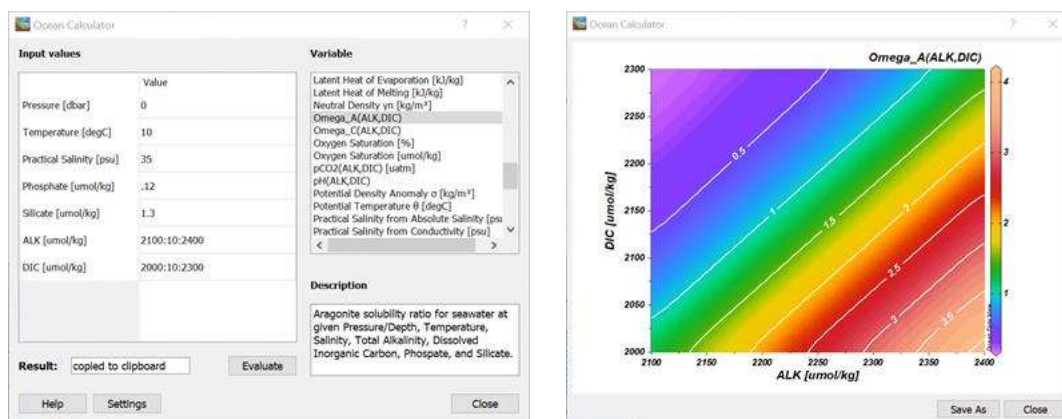 Ocean Calculator
Input values
Value
Pressure [dbar] 0
Temperature [degC] 10
Practical Salinity [psu] 35
Phosphate [umol/kg] .12
Silicate [umol/kg] 1.3
ALK [umol/kg] 2100:10:2400
DIC [umol/kg] 2000:10:2300
Result: copied to clipboard Evaluate
Help Settings Close
Variable
Latent Heat of Evaporation [kJ/kg]
Latent Heat of Melting [kJ/kg]
Neutral Density γn [kg/m³]
Omega_A(ALK,DIC)
Omega_C(ALK,DIC)
Oxygen Saturation [%]
Oxygen Saturation [umol/kg]
pCO2(ALK,DIC) [uatm]
pH(ALK,DIC)
Potential Density Anomaly σ [kg/m³]
Potential Temperature θ [degC]
Practical Salinity from Absolute Salinity [psu
Practical Salinity from Conductivity [psu]
Description
Aragonite solubility ratio for seawater at
given Pressure/Depth, Temperature,
Salinity, Total Alkalinity, Dissolved
Inorganic Carbon, Phospate, and Silicate.
Ocean Calculator
Omega_A(ALK,DIC)
2300
2250
2200
2150
2100
2050
2000
DIC [umol/kg]
0.5
1
1.5
2
2.5
3
3.5
4
3
2
1
2100 2150 2200 2250 2300 2350 2400
ALK [umol/kg]
Ocean Data View
Save As Close